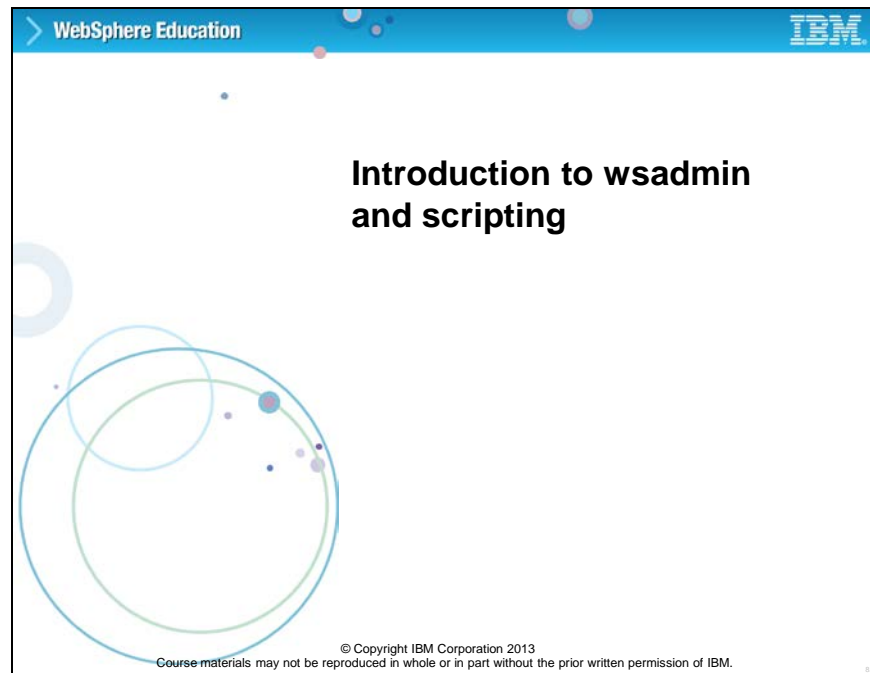 WebSphere Education
IBM
Introduction to wsadmin
and scripting
© Copyright IBM Corporation 2013
Course materials may not be reproduced in whole or in part without the prior written permission of IBM.